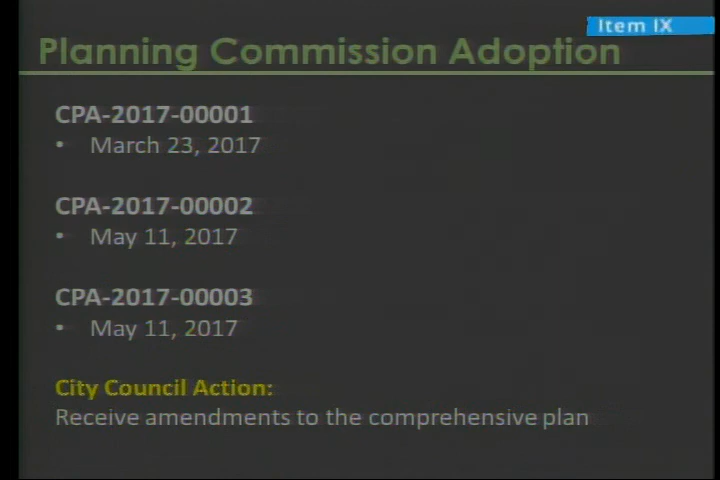 Item IX
Planning Commission Adoption
CPA-2017-00001
• March 23, 2017
CPA-2017-00002
• May 11, 2017
CPA-2017-00003
• May 11, 2017
City Council Action:
Receive amendments to the comprehensive plan